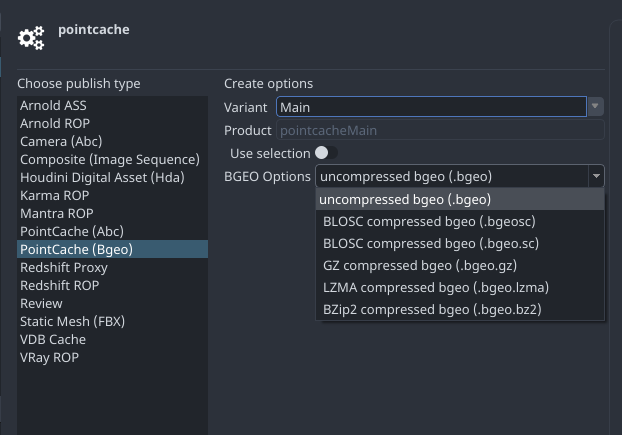 pointcache
Choose publish type
Arnold ASS
Arnold ROP
Camera (Abc)
Composite (Image Sequence)
Houdini Digital Asset (Hda)
Karma ROP
Mantra ROP
PointCache (Abc)
PointCache (Bgeo)
Redshift Proxy
Redshift ROP
Review
Static Mesh (FBX)
VDB Cache
VRay ROP
Create options
Variant Main
Product pointcacheMain
Use selection
BGEO Options uncompressed bgeo (.bgeo)
uncompressed bgeo (.bgeo)
BLOSC compressed bgeo (.bgeosc)
BLOSC compressed bgeo (.bgeo.sc)
GZ compressed bgeo (.bgeo.gz)
LZMA compressed bgeo (.bgeo.lzma)
BZip2 compressed bgeo (.bgeo.bz2)